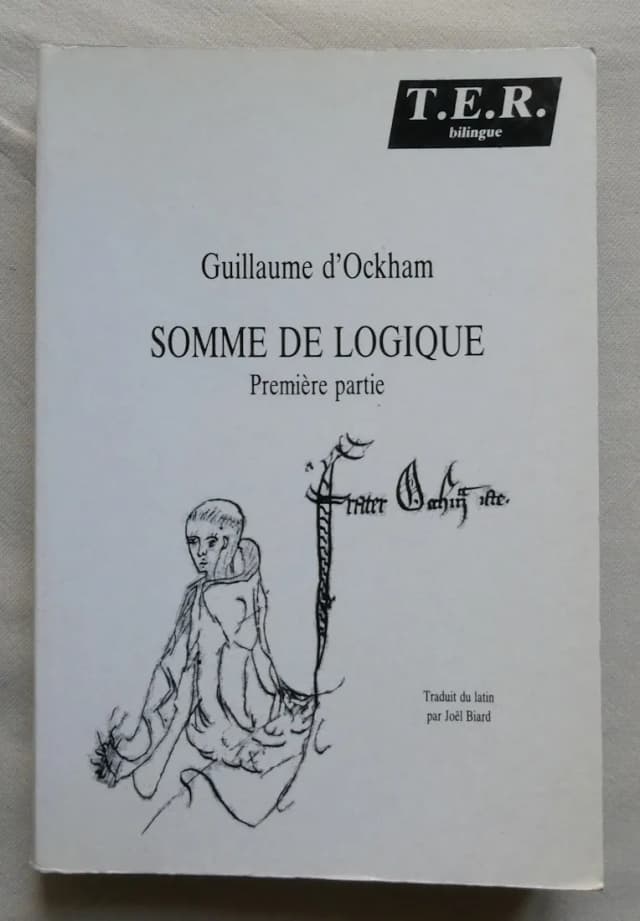 T.E.R.
bilingue
Guillaume d'Ockham
SOMME DE LOGIQUE
Première partie
frater Occham iste.
Traduit du latin
par Joël Biard